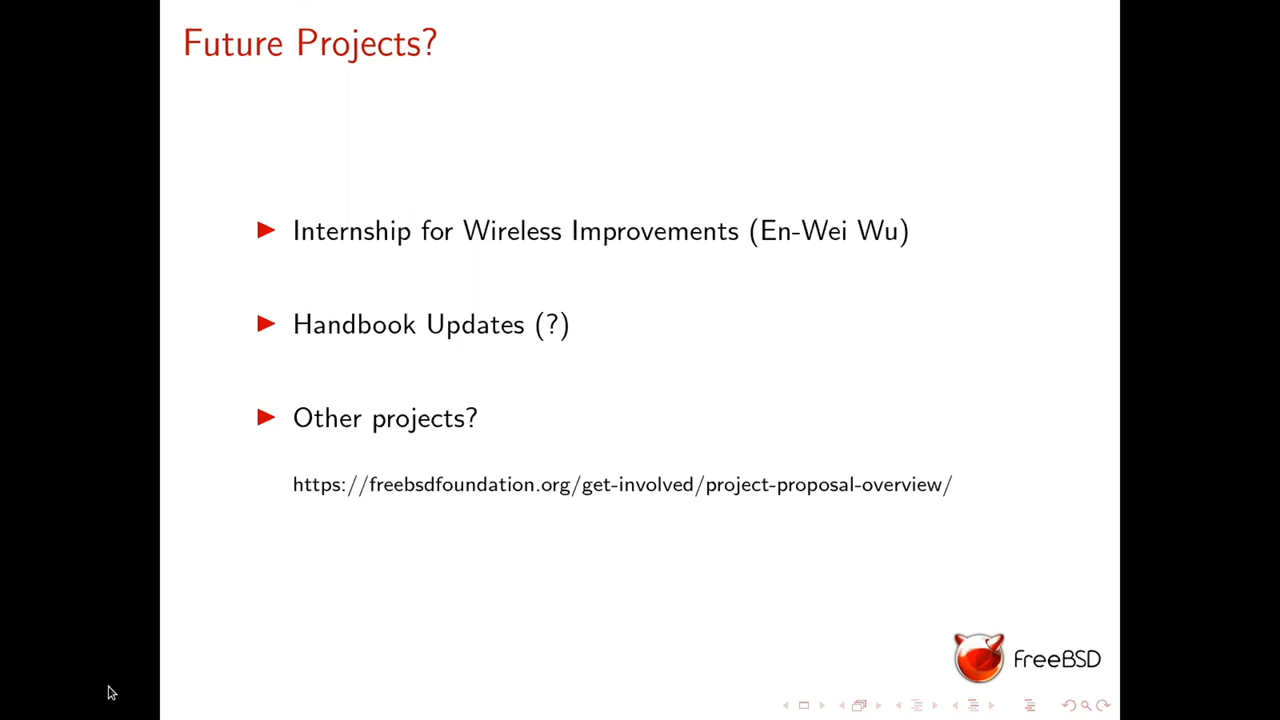 Future Projects?
Internship for Wireless Improvements (En-Wei Wu)
Handbook Updates (?)
Other projects?
https://freebsdfoundation.org/get-involved/project-proposal-overview/
FreeBSD